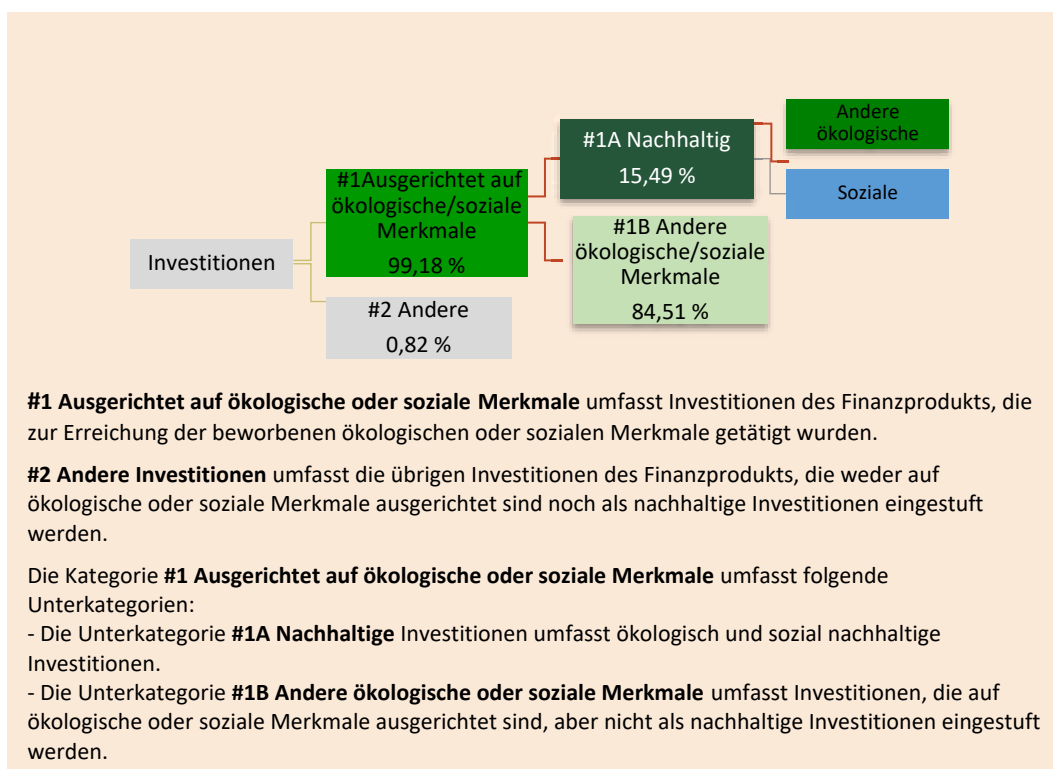 Investitionen
#1Ausgerichtet auf
ökologische/soziale
Merkmale
99,18 %
#2 Andere
0,82 %
#1A Nachhaltig
15,49 %
#1B Andere
ökologische/soziale
Merkmale
84,51 %
Andere
ökologische
Soziale
#1 Ausgerichtet auf ökologische oder soziale Merkmale umfasst Investitionen des Finanzprodukts, die
zur Erreichung der beworbenen ökologischen oder sozialen Merkmale getätigt wurden.
#2 Andere Investitionen umfasst die übrigen Investitionen des Finanzprodukts, die weder auf
ökologische oder soziale Merkmale ausgerichtet sind noch als nachhaltige Investitionen eingestuft
werden.
Die Kategorie #1 Ausgerichtet auf ökologische oder soziale Merkmale umfasst folgende
Unterkategorien:
- Die Unterkategorie #1A Nachhaltige Investitionen umfasst ökologisch und sozial nachhaltige
Investitionen.
- Die Unterkategorie #1B Andere ökologische oder soziale Merkmale umfasst Investitionen, die auf
ökologische oder soziale Merkmale ausgerichtet sind, aber nicht als nachhaltige Investitionen eingestuft
werden.